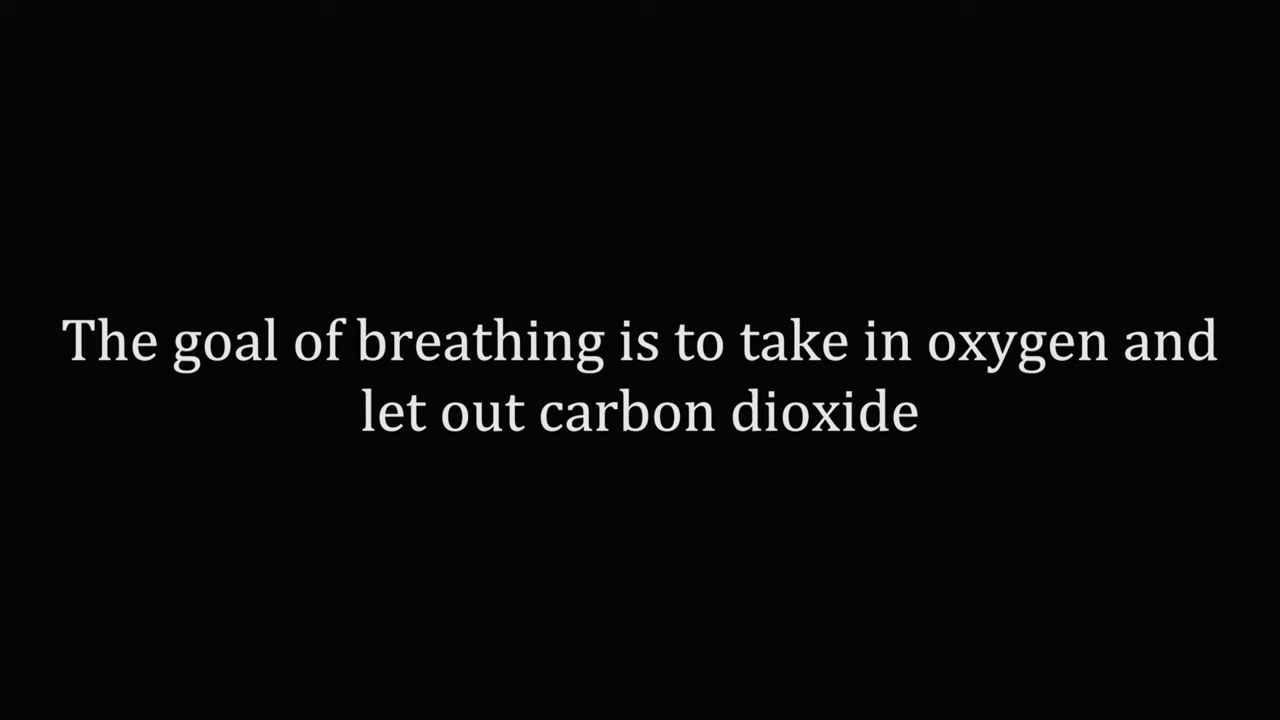 The goal of breathing is to take in oxygen and
let out carbon dioxide